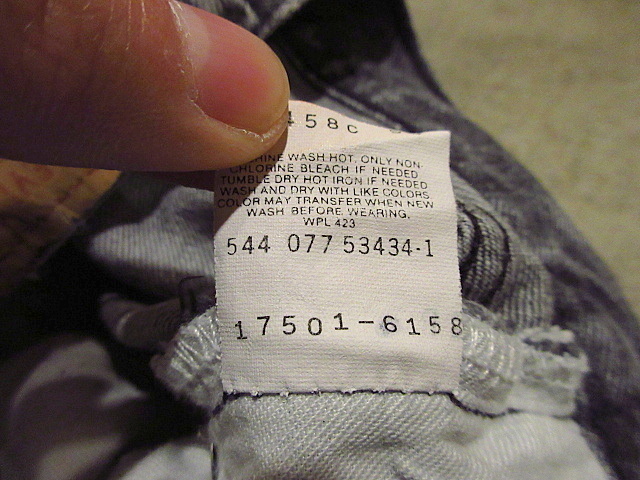 458C
WASH HOT, ONLY NON-
CHLORINE BLEACH IF NEEDED
TUMBLE DRY HOT IRON IF NEEDED
WASH AND DRY WITH LIKE COLORS.
COLOR MAY TRANSFER WHEN NEW
WASH BEFORE WEARING.
WPL 423
544 077 53434-1
17501-6158